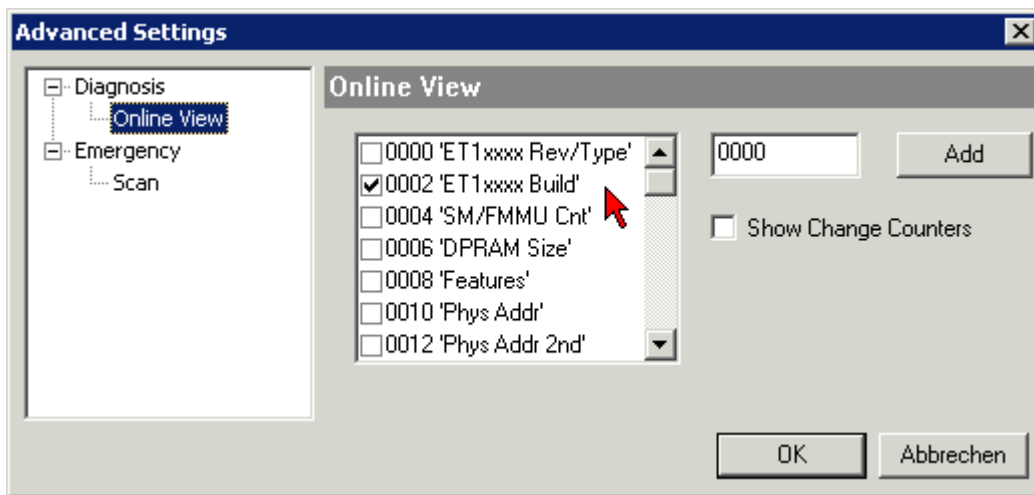 Advanced Settings
Diagnosis
Online View
Emergency
Scan
Online View
0000 'ET1xxxx Rev/Type'
0002 'ET1xxxx Build'
0004 'SM/FMMU Cnt'
0006 'DPRAM Size'
0008 'Features'
0010 'Phys Addr'
0012 'Phys Addr 2nd'
0000
Add
Show Change Counters
OK
Abbrechen